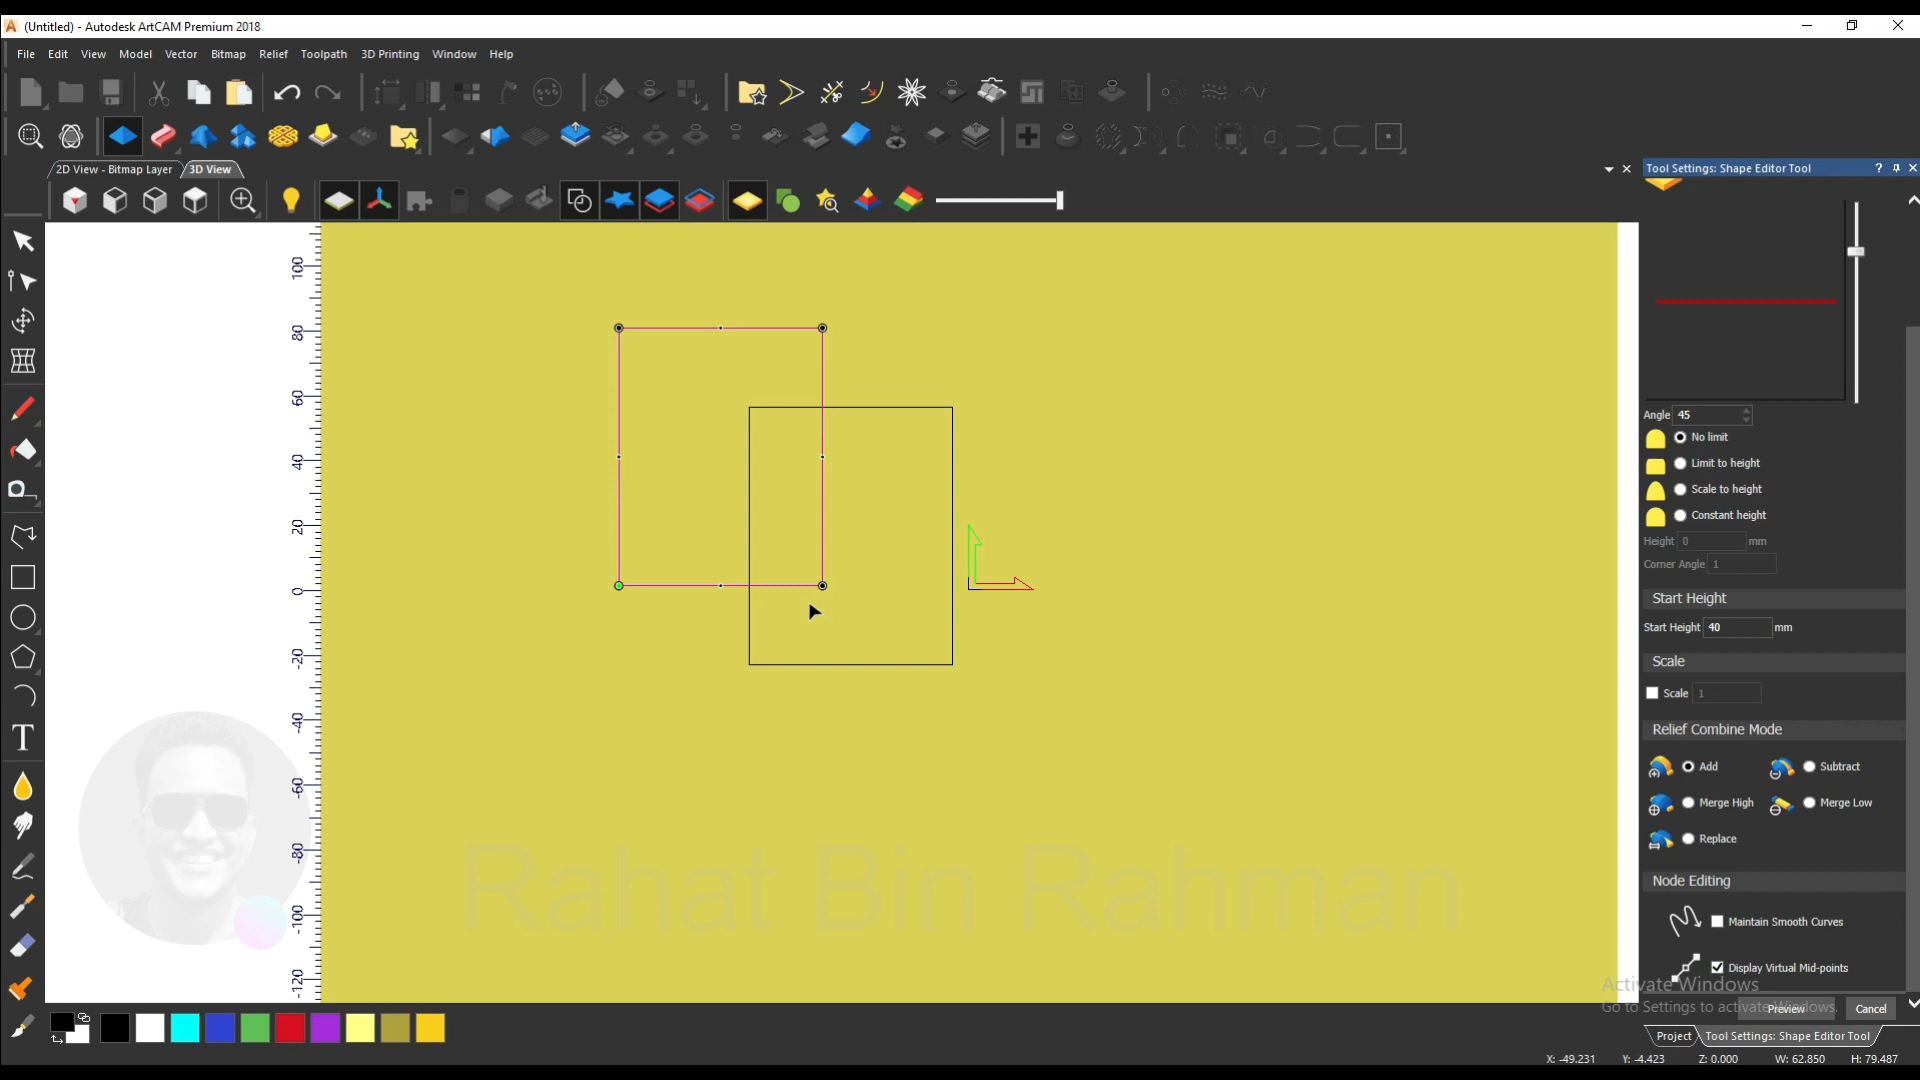 (Untitled) - Autodesk ArtCAM Premium 2018
File Edit View Model Vector Bitmap Relief Toolpath 3D Printing Window Help
2D View - Bitmap Layer 3D View
Tool Settings: Shape Editor Tool
100
80
60
40
20
0
-20
-40
-60
-80
-100
-120
Angle 45
No limit
Limit to height
Scale to height
Constant height
Height 0 mm
Corner Angle 1
Start Height
Start Height 40 mm
Scale
Scale 1
Relief Combine Mode
Add Subtract
Merge High Merge Low
Replace
Node Editing
Maintain Smooth Curves
Display Virtual Mid-points
Activate Windows
Go to Settings to activate Windows.
Preview Cancel
Rahat Bin Rahman
Project Tool Settings: Shape Editor Tool
X: -49.231 Y: -4.423 Z: 0.000 W: 62.850 H: 79.487